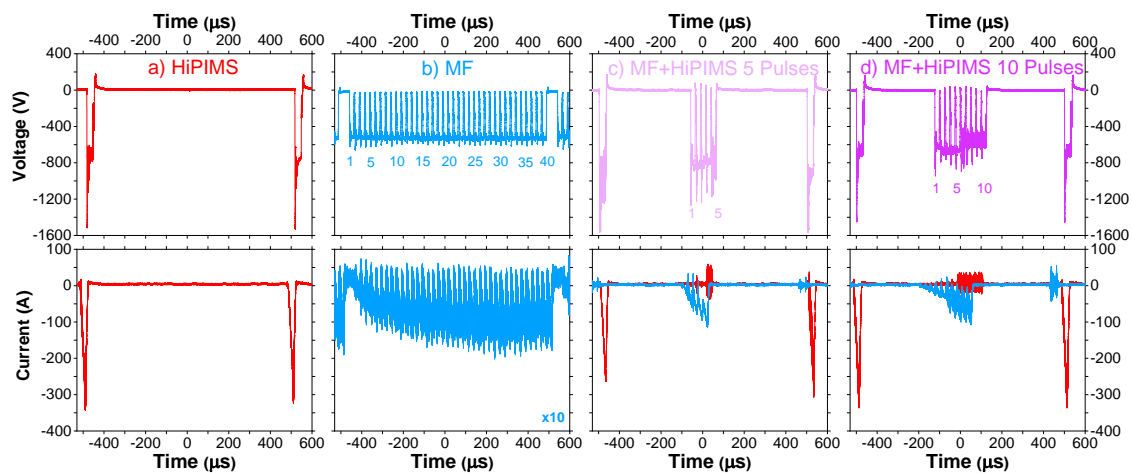 Time (µs) Time (µs) Time (µs) Time (µs)
-400 -200 0 200 400 600 -400 -200 0 200 400 600 -400 -200 0 200 400 600 -400 -200 0 200 400 600
400 a) HiPIMS b) MF c) MF+HiPIMS 5 Pulses d) MF+HiPIMS 10 Pulses 400
0 0
-400 -400
1 5 10 15 20 25 30 35 40
-800 -800
1 5 1 5 10
-1200 -1200
-1600 -1600
Voltage (V)
100 100
0 0
-100 -100
-200 -200
-300 -300
x10
-400 -400
Current (A)
-400 -200 0 200 400 600 -400 -200 0 200 400 600 -400 -200 0 200 400 600 -400 -200 0 200 400 600
Time (µs) Time (µs) Time (µs) Time (µs)